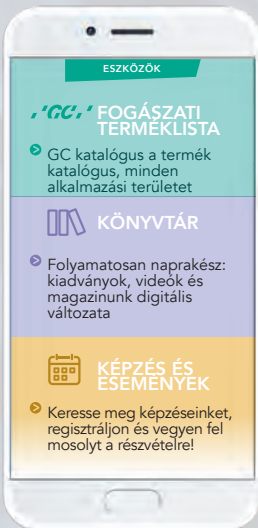 ESZKÖZÖK
'GC' FOGÁSZATI
TERMÉKLISTA
GC katalógus a termék
katalógus, minden
alkalmazási területet
KÖNYVTÁR
Folyamatosan naprakész:
kiadványok, videók és
magazinunk digitális
változata
KÉPZÉS ÉS
ESEMÉNYEK
Keresse meg képzéseinket,
regisztráljon és vegyen fel
mosolyt a részvételre!